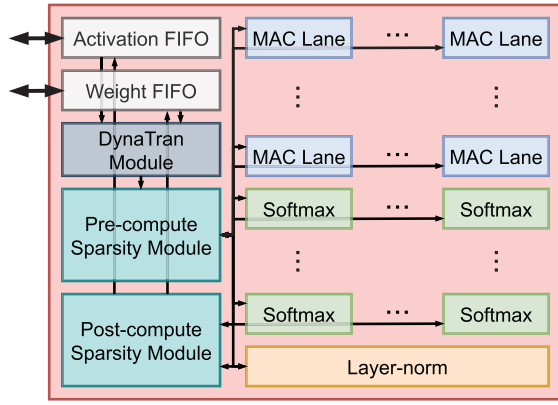 Activation FIFO
Weight FIFO
DynaTran
Module
Pre-compute
Sparsity Module
Post-compute
Sparsity Module
MAC Lane ... MAC Lane
⋮ ⋮
MAC Lane ... MAC Lane
Softmax ... Softmax
⋮ ⋮
Softmax ... Softmax
Layer-norm